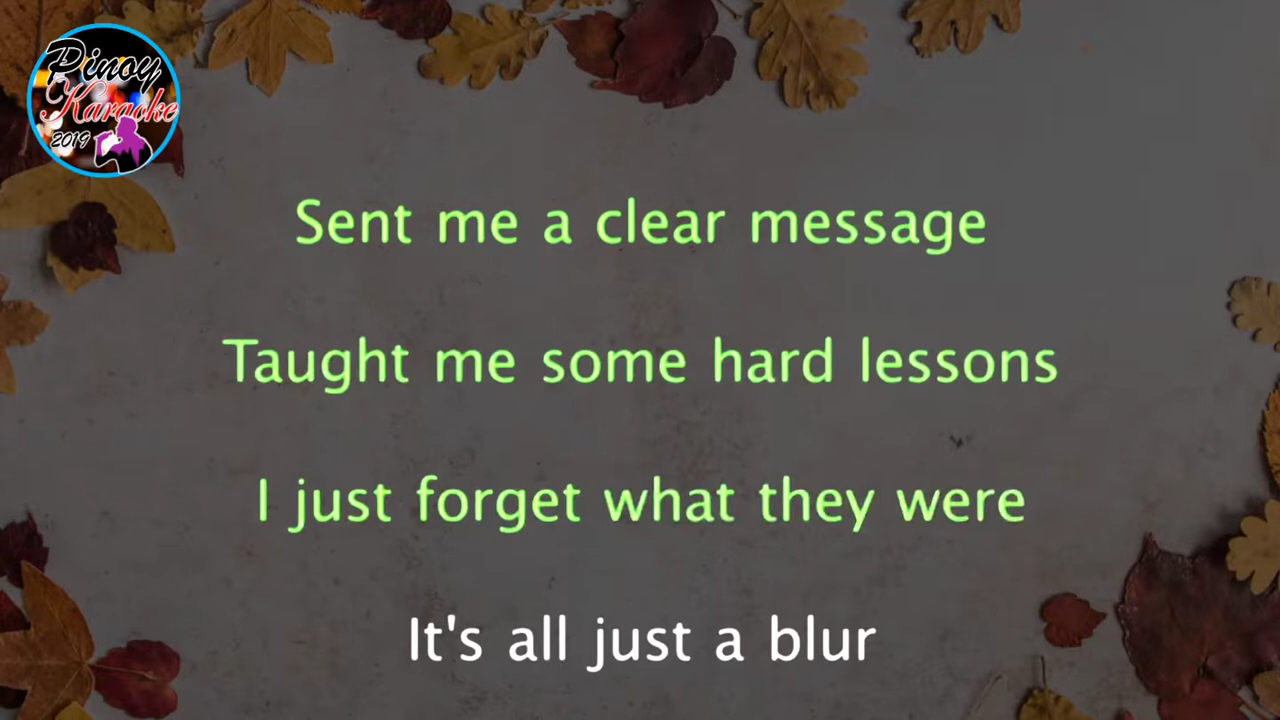 Pinoy
Karaoke
2019
Sent me a clear message
Taught me some hard lessons
I just forget what they were
It's all just a blur